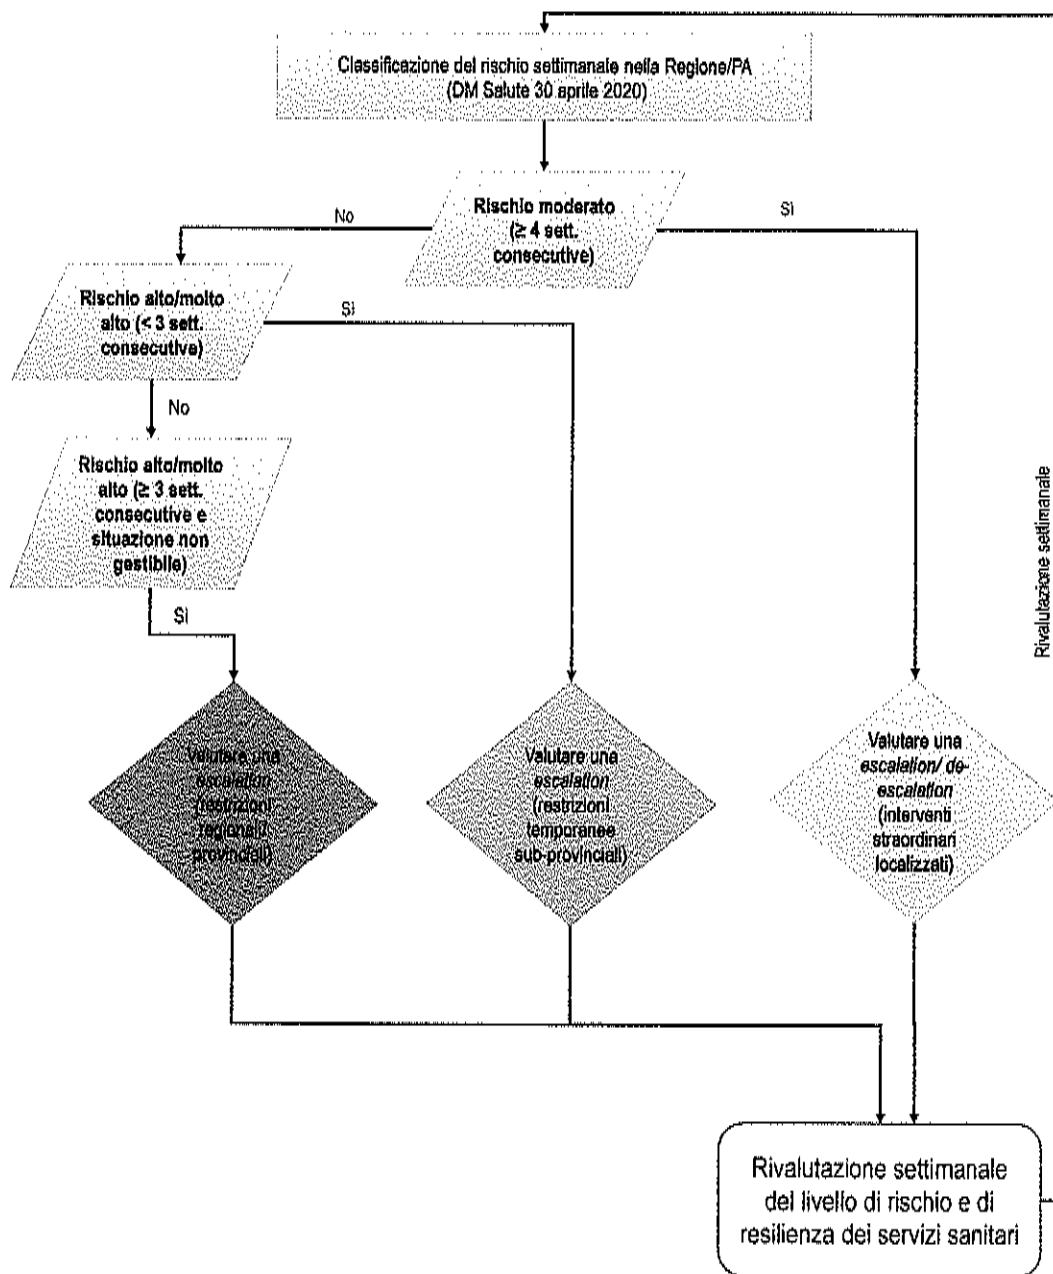 Classificazione del rischio settimanale nella Regione/PA
(DM Salute 30 aprile 2020)
Rischio moderato
(≥ 4 sett.
consecutive)
No
Sì
Rischio alto/molto
alto (< 3 sett.
consecutive)
Sì
No
Rischio alto/molto
alto (≥ 3 sett.
consecutive e
situazione non
gestibile)
Sì
Rivalutazione settimanale
Valutare una
escalation
(restrizioni
regionali/
provinciali)
Valutare una
escalation
(restrizioni
temporanee
sub-provinciali)
Valutare una
escalation/ de-
escalation
(interventi
straordinari
localizzati)
Rivalutazione settimanale
del livello di rischio e di
resilienza dei servizi sanitari